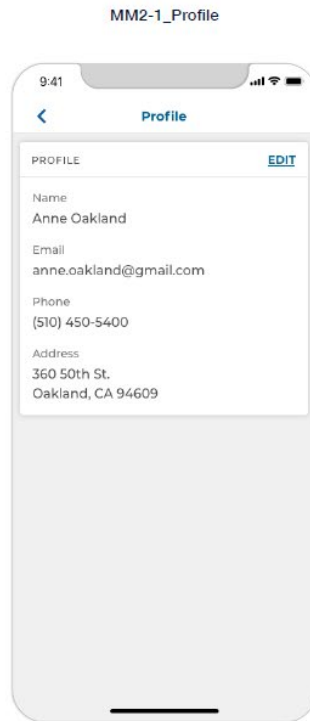 MM2-1_Profile
9:41
Profile
PROFILE
EDIT
Name
Anne Oakland
Email
anne.oakland@gmail.com
Phone
(510) 450-5400
Address
360 50th St.
Oakland, CA 94609